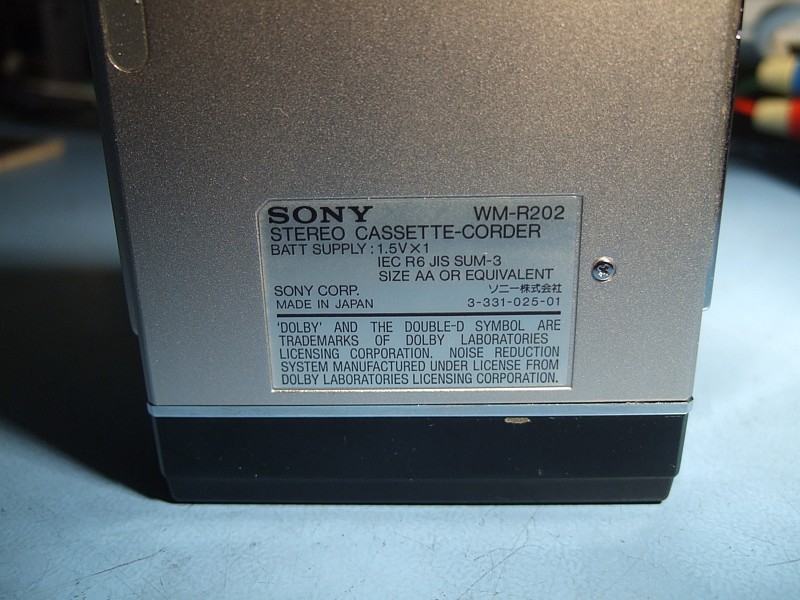 SONY WM-R202
STEREO CASSETTE-CORDER
BATT SUPPLY : 1.5V×1
IEC R6 JIS SUM-3
SIZE AA OR EQUIVALENT
SONY CORP. ソニー株式会社
MADE IN JAPAN 3-331-025-01
'DOLBY' AND THE DOUBLE-D SYMBOL ARE
TRADEMARKS OF DOLBY LABORATORIES
LICENSING CORPORATION. NOISE REDUCTION
SYSTEM MANUFACTURED UNDER LICENSE FROM
DOLBY LABORATORIES LICENSING CORPORATION.